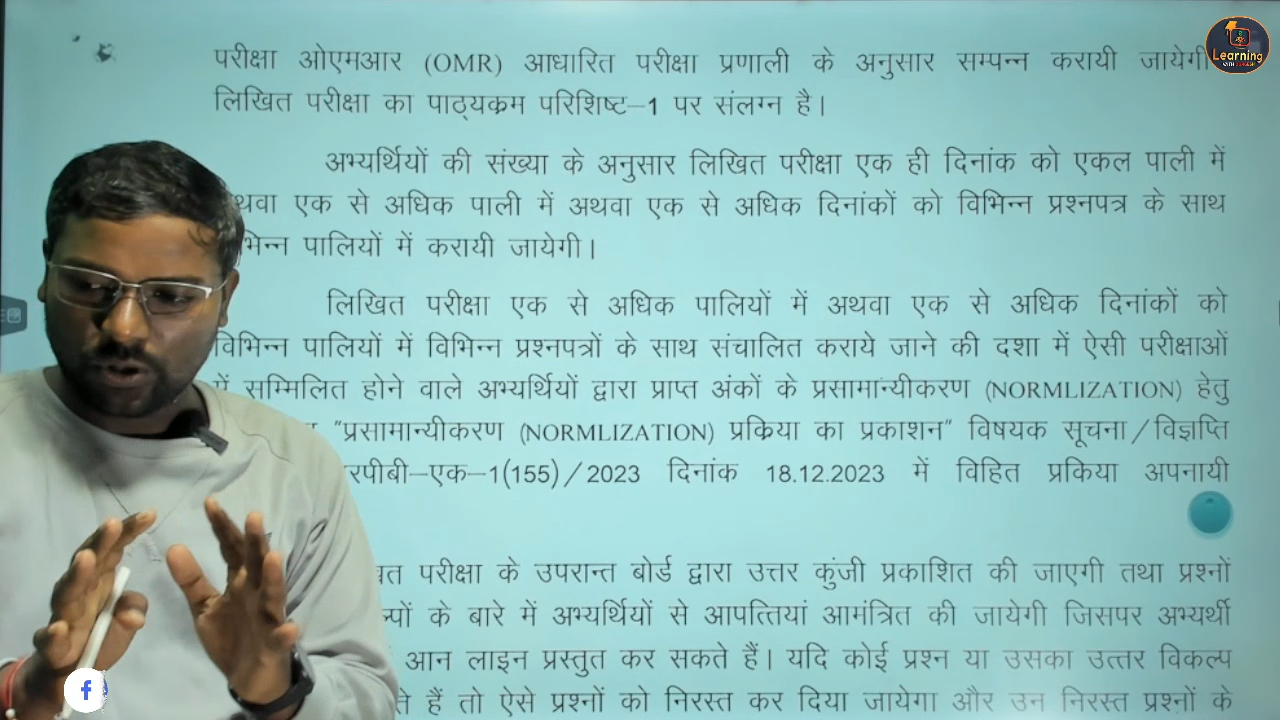 परीक्षा ओएमआर (OMR) आधारित परीक्षा प्रणाली के अनुसार सम्पन्न करायी जायेगी
लिखित परीक्षा का पाठ्यक्रम परिशिष्ट–1 पर संलग्न है।
अभ्यर्थियों की संख्या के अनुसार लिखित परीक्षा एक ही दिनांक को एकल पाली में
थवा एक से अधिक पाली में अथवा एक से अधिक दिनांकों को विभिन्न प्रश्नपत्र के साथ
भिन्न पालियों में करायी जायेगी।
लिखित परीक्षा एक से अधिक पालियों में अथवा एक से अधिक दिनांकों को
विभिन्न पालियों में विभिन्न प्रश्नपत्रों के साथ संचालित कराये जाने की दशा में ऐसी परीक्षाओं
में सम्मिलित होने वाले अभ्यर्थियों द्वारा प्राप्त अंकों के प्रसामान्यीकरण (NORMLIZATION) हेतु
"प्रसामान्यीकरण (NORMLIZATION) प्रक्रिया का प्रकाशन" विषयक सूचना/विज्ञप्ति
रपीबी–एक–1(155)/2023 दिनांक 18.12.2023 में विहित प्रकिया अपनायी
परीक्षा के उपरान्त बोर्ड द्वारा उत्तर कुंजी प्रकाशित की जाएगी तथा प्रश्नों
के बारे में अभ्यर्थियों से आपत्तियां आमंत्रित की जायेगी जिसपर अभ्यर्थी
आन लाइन प्रस्तुत कर सकते हैं। यदि कोई प्रश्न या उसका उत्तर विकल्प
हैं तो ऐसे प्रश्नों को निरस्त कर दिया जायेगा और उन निरस्त प्रश्नों के
Learning